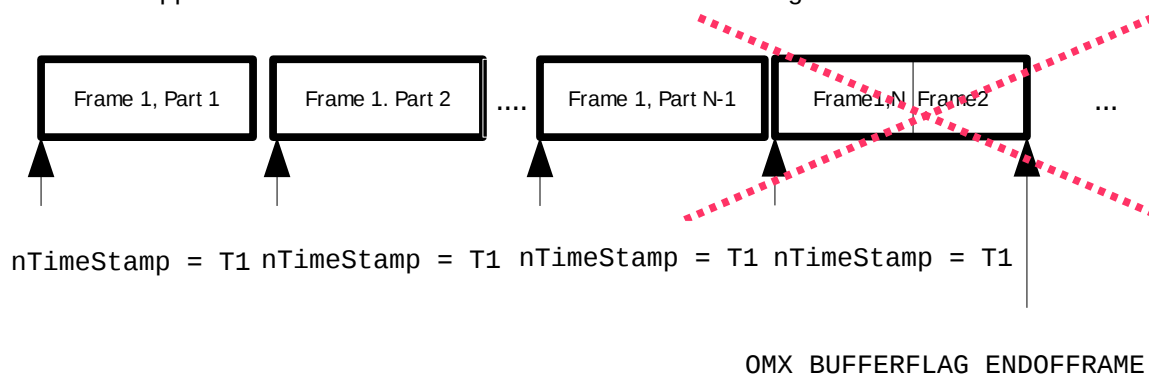 Frame 1, Part 1 Frame 1. Part 2 .... Frame 1, Part N-1 Frame1,N Frame2 ...
nTimeStamp = T1 nTimeStamp = T1 nTimeStamp = T1 nTimeStamp = T1
OMX BUFFERFLAG ENDOFFRAME